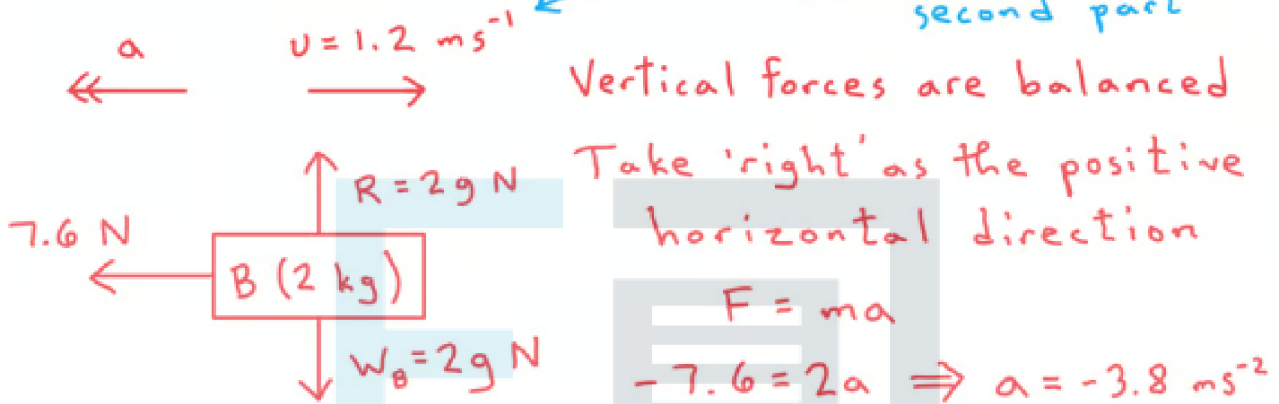 second part
a
u = 1.2 ms⁻¹
Vertical forces are balanced
Take 'right' as the positive
horizontal direction
R = 2g N
7.6 N
B (2 kg)
W_B = 2g N
F = ma
-7.6 = 2a ⇒ a = -3.8 ms⁻²